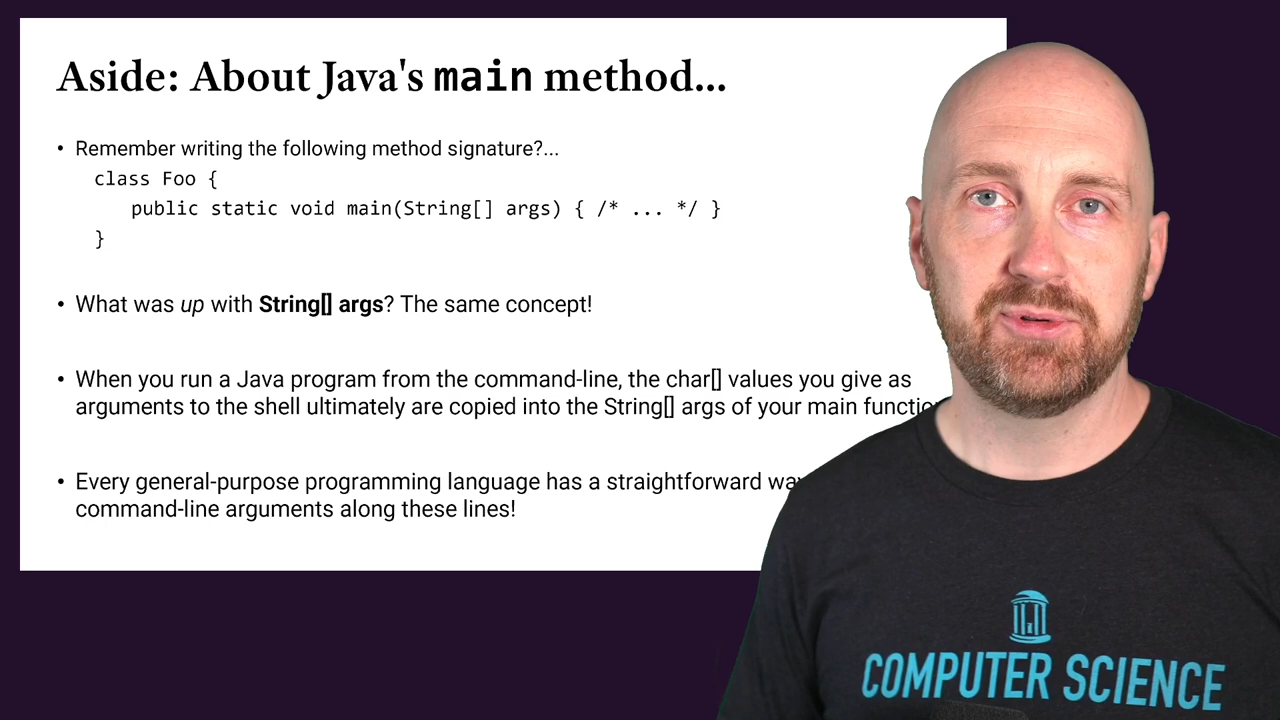 Aside: About Java's main method...
• Remember writing the following method signature?...
class Foo {
public static void main(String[] args) { /* ... */ }
}
• What was up with String[] args? The same concept!
• When you run a Java program from the command-line, the char[] values you give as
arguments to the shell ultimately are copied into the String[] args of your main
• Every general-purpose programming language has a straightforward
command-line arguments along these lines!
COMPUTER SCIENCE